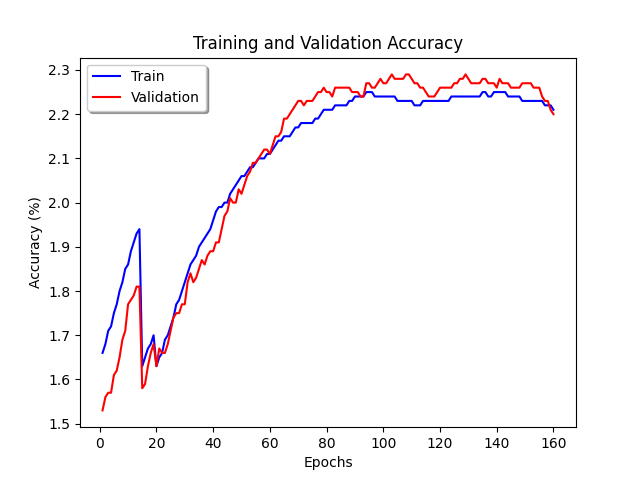 Training and Validation Accuracy
Train
Validation
Accuracy (%)
2.3
2.2
2.1
2.0
1.9
1.8
1.7
1.6
1.5
0 20 40 60 80 100 120 140 160
Epochs